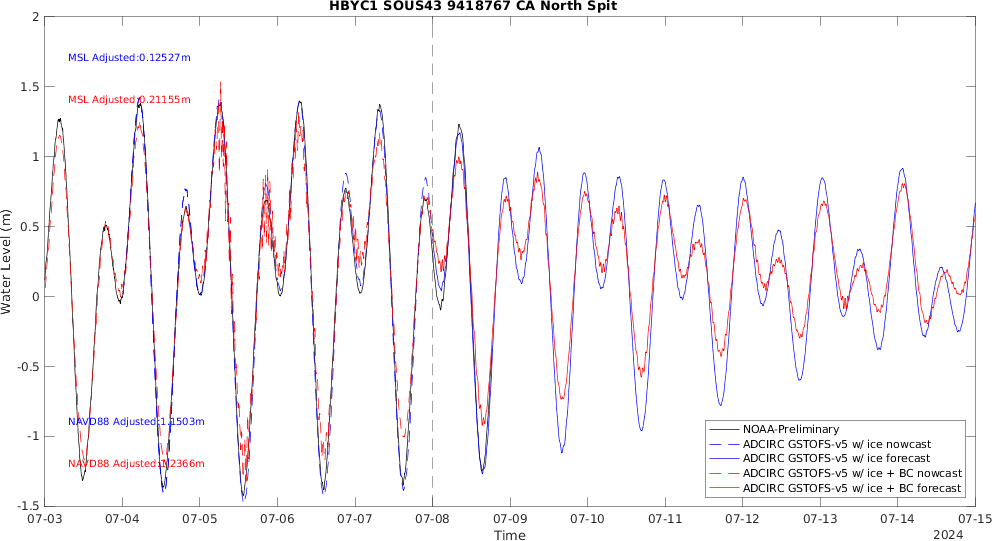 HBYC1 SOUS43 9418767 CA North Spit
2
1.5
1
0.5
0
-0.5
-1
-1.5
Water Level (m)
MSL Adjusted:0.12527m
MSL Adjusted:0.21155m
NAVD88 Adjusted:1.1503m
NAVD88 Adjusted:1.2366m
NOAA-Preliminary
ADCIRC GSTOFS-v5 w/ ice nowcast
ADCIRC GSTOFS-v5 w/ ice forecast
ADCIRC GSTOFS-v5 w/ ice + BC nowcast
ADCIRC GSTOFS-v5 w/ ice + BC forecast
07-03 07-04 07-05 07-06 07-07 07-08 07-09 07-10 07-11 07-12 07-13 07-14 07-15
Time
2024